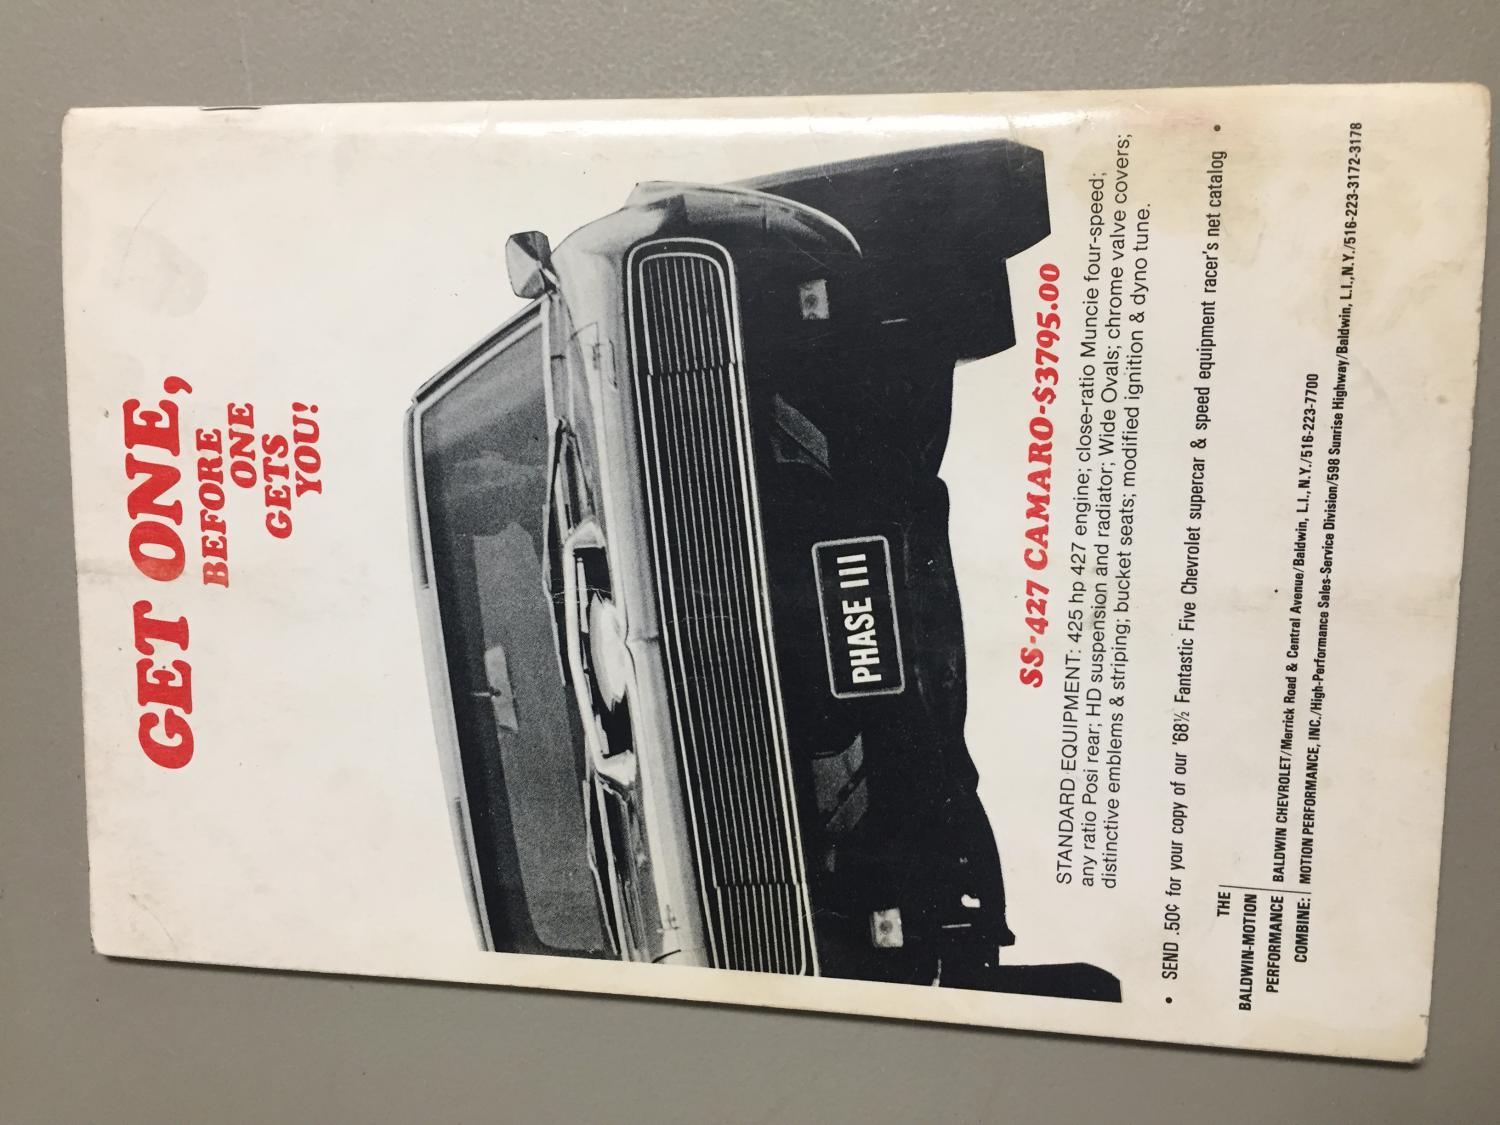 GET ONE,
BEFORE
ONE
GETS
YOU!
PHASE III
SS-427 CAMARO-$3795.00
STANDARD EQUIPMENT: 425 hp 427 engine; close-ratio Muncie four-speed;
any ratio Posi rear; HD suspension and radiator; Wide Ovals; chrome valve covers;
distinctive emblems & striping; bucket seats; modified ignition & dyno tune.
• SEND .50¢ for your copy of our '68½ Fantastic Five Chevrolet supercar & speed equipment racer's net catalog •
THE
BALDWIN-MOTION
PERFORMANCE
COMBINE:
BALDWIN CHEVROLET/Merrick Road & Central Avenue/Baldwin, L.I., N.Y./516-223-7700
MOTION PERFORMANCE, INC./High-Performance Sales-Service Division/598 Sunrise Highway/Baldwin, L.I., N.Y./516-223-3172-3178